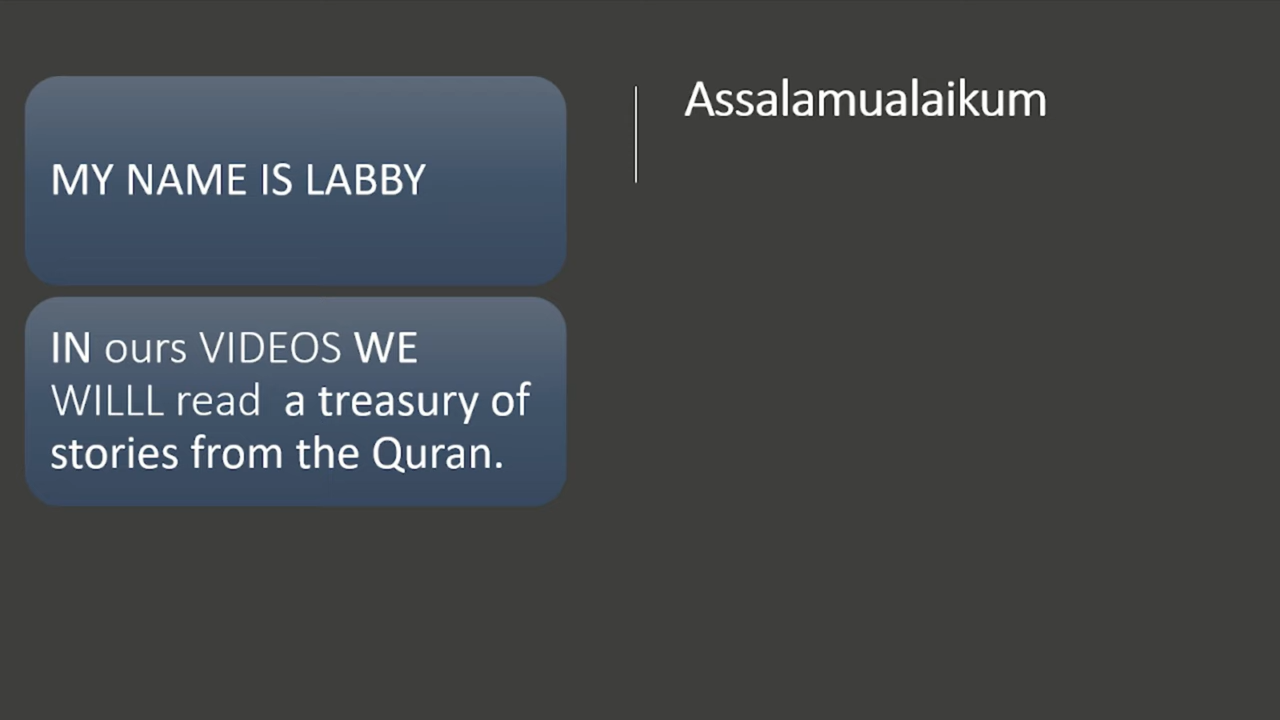 Assalamualaikum
MY NAME IS LABBY
IN ours VIDEOS WE
WILLL read a treasury of
stories from the Quran.